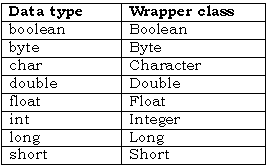 Data type Wrapper class
boolean Boolean
byte Byte
char Character
double Double
float Float
int Integer
long Long
short Short